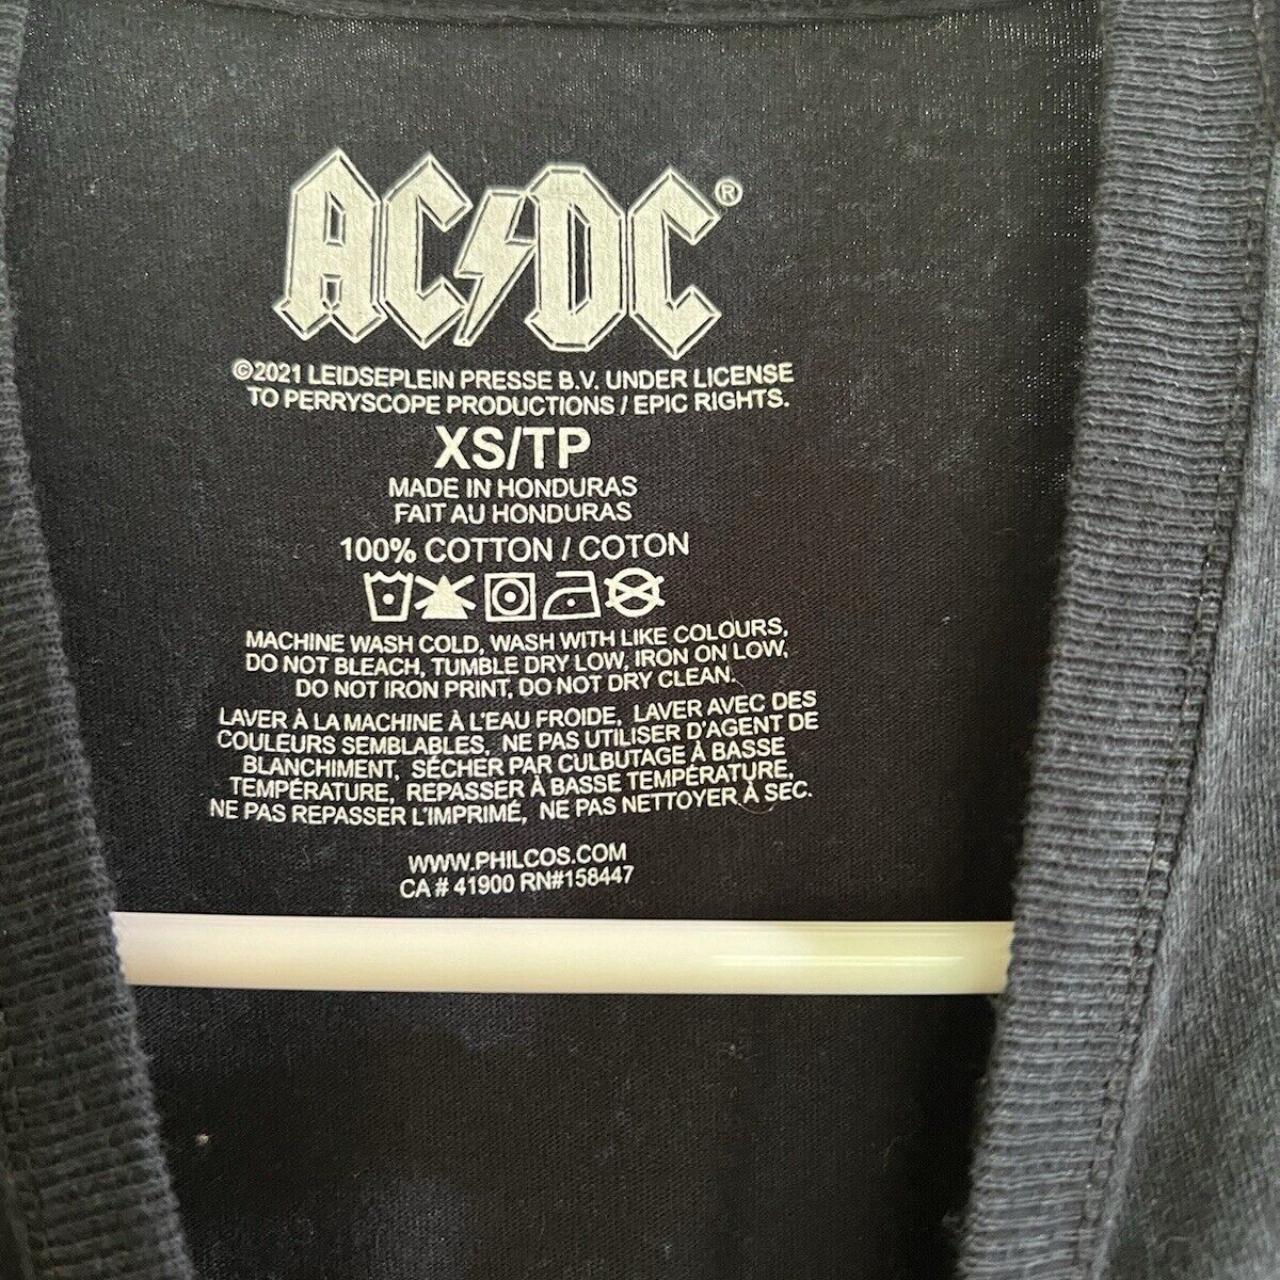 AC⚡DC®
©2021 LEIDSEPLEIN PRESSE B.V. UNDER LICENSE
TO PERRYSCOPE PRODUCTIONS / EPIC RIGHTS.
XS/TP
MADE IN HONDURAS
FAIT AU HONDURAS
100% COTTON / COTON
MACHINE WASH COLD, WASH WITH LIKE COLOURS,
DO NOT BLEACH, TUMBLE DRY LOW, IRON ON LOW,
DO NOT IRON PRINT, DO NOT DRY CLEAN.
LAVER À LA MACHINE À L'EAU FROIDE, LAVER AVEC DES
COULEURS SEMBLABLES, NE PAS UTILISER D'AGENT DE
BLANCHIMENT, SÉCHER PAR CULBUTAGE À BASSE
TEMPÉRATURE, REPASSER À BASSE TEMPÉRATURE,
NE PAS REPASSER L'IMPRIMÉ, NE PAS NETTOYER À SEC.
WWW.PHILCOS.COM
CA # 41900 RN#158447